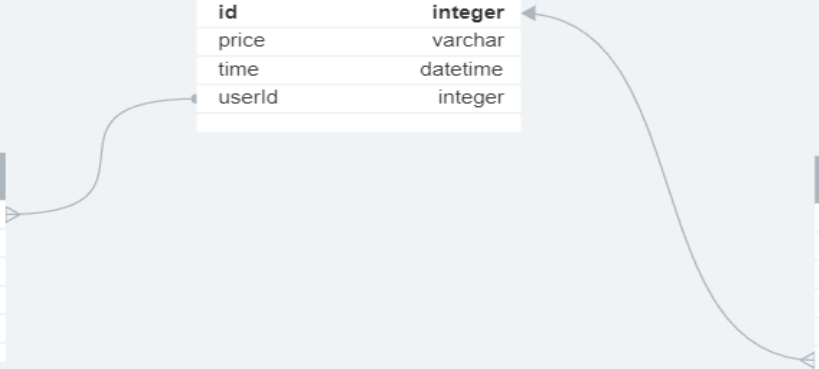 id integer
price varchar
time datetime
userId integer